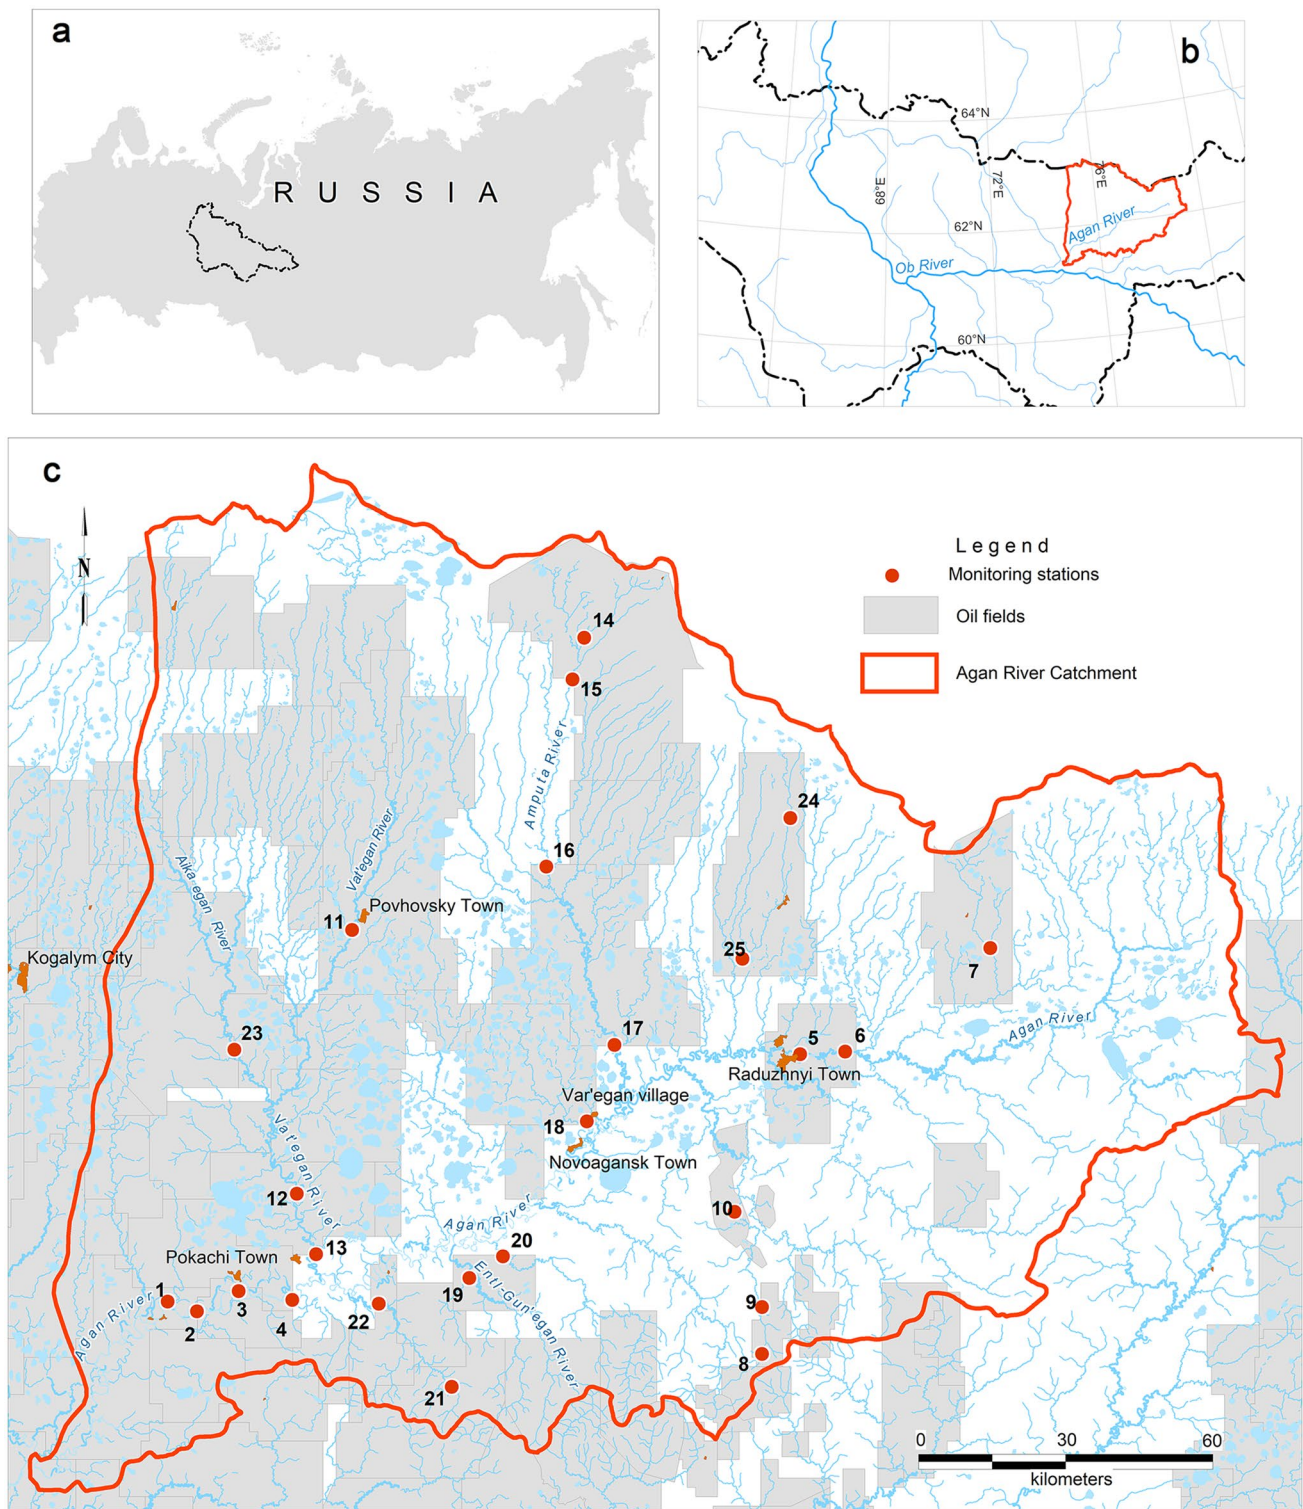 a
R U S S I A
b
64°N
68°E
72°E
76°E
62°N
Agan River
Ob River
60°N
c
N
Legend
Monitoring stations
Oil fields
Agan River Catchment
14
15
Amputa River
24
16
Aika-egan River
Vat'egan River
Povhovsky Town
11
Kogalym City
25
7
23
17
5
6
Agan River
Raduzhnyi Town
Var'egan village
18
Novoagansk Town
Vat'egan River
12
10
Agan River
13
20
Pokachi Town
19
Entl-Gun'egan River
1
2
3
4
22
9
Agan River
8
21
0
30
60
kilometers